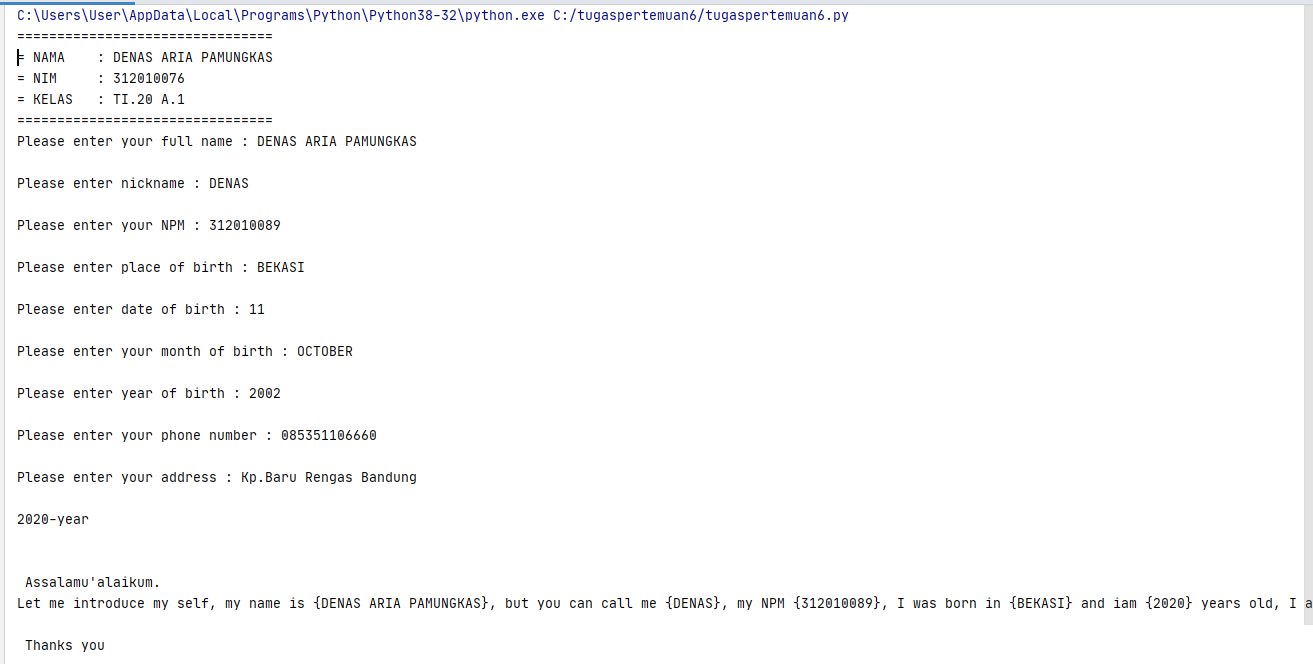 C:\Users\User\AppData\Local\Programs\Python\Python38-32\python.exe C:/tugaspertemuan6/tugaspertemuan6.py
================================
= NAMA    : DENAS ARIA PAMUNGKAS
= NIM     : 312010076
= KELAS   : TI.20 A.1
================================
Please enter your full name : DENAS ARIA PAMUNGKAS
Please enter nickname : DENAS
Please enter your NPM : 312010089
Please enter place of birth : BEKASI
Please enter date of birth : 11
Please enter your month of birth : OCTOBER
Please enter year of birth : 2002
Please enter your phone number : 085351106660
Please enter your address : Kp.Baru Rengas Bandung
2020-year
Assalamu'alaikum.
Let me introduce my self, my name is {DENAS ARIA PAMUNGKAS}, but you can call me {DENAS}, my NPM {312010089}, I was born in {BEKASI} and iam {2020} years old, I a
Thanks you